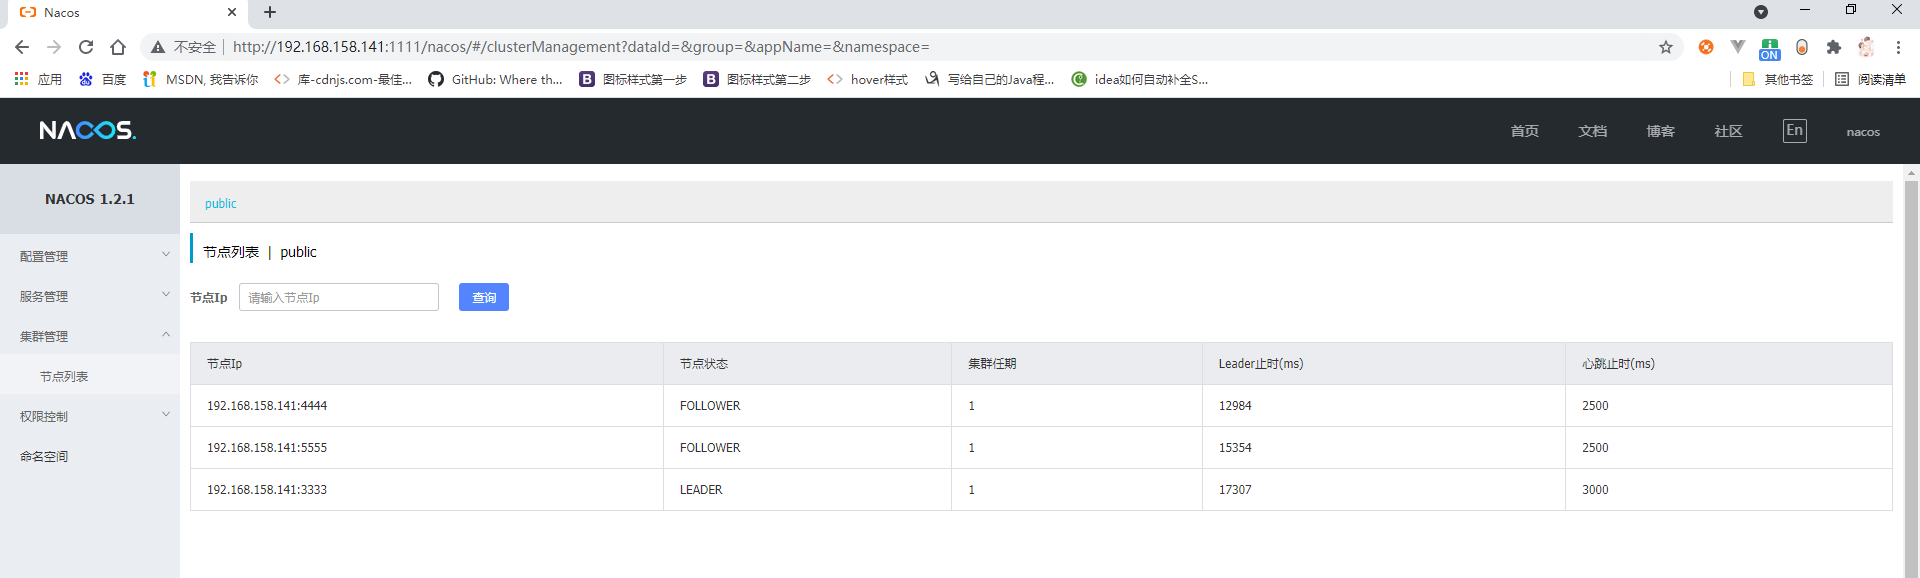 Nacos
不安全 | http://192.168.158.141:1111/nacos/#/clusterManagement?dataId=&group=&appName=&namespace=
ON
应用 百度 MSDN, 我告诉你 库-cdnjs.com-最佳... GitHub: Where th... 图标样式第一步 图标样式第二步 hover样式 写给自己的Java程... idea如何自动补全S... 其他书签 阅读清单
NACOS. 首页 文档 博客 社区 En nacos
NACOS 1.2.1
配置管理
服务管理
集群管理
节点列表
权限控制
命名空间
public
节点列表 | public
节点Ip 请输入节点Ip 查询
节点Ip 节点状态 集群任期 Leader止时(ms) 心跳止时(ms)
192.168.158.141:4444 FOLLOWER 1 12984 2500
192.168.158.141:5555 FOLLOWER 1 15354 2500
192.168.158.141:3333 LEADER 1 17307 3000